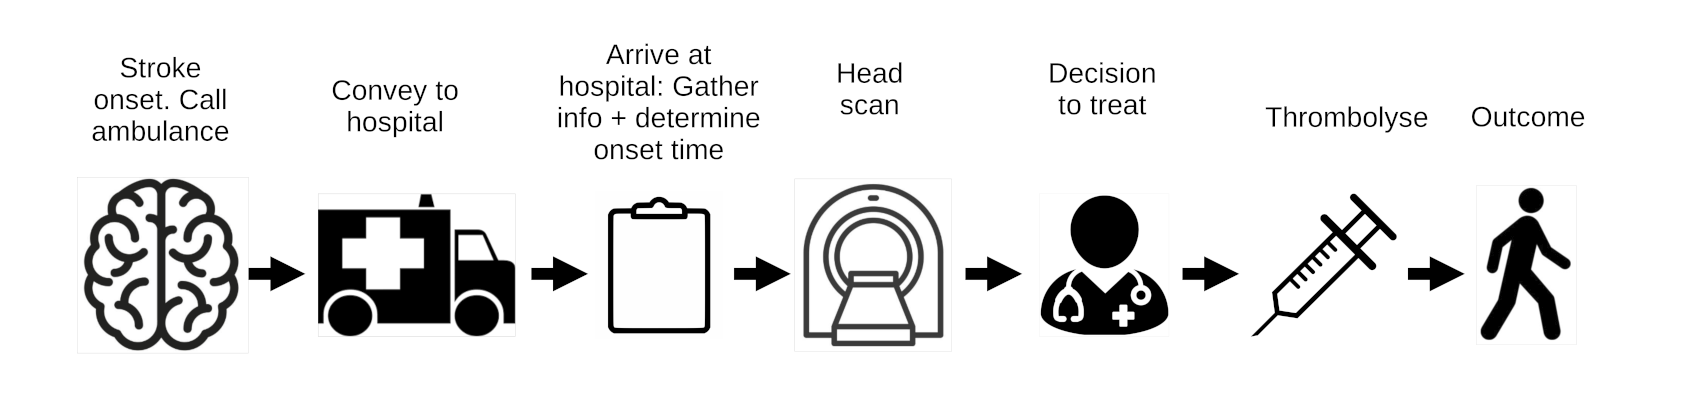 Stroke
onset. Call
ambulance
Convey to
hospital
Arrive at
hospital: Gather
info + determine
onset time
Head
scan
Decision
to treat
Thrombolyse
Outcome